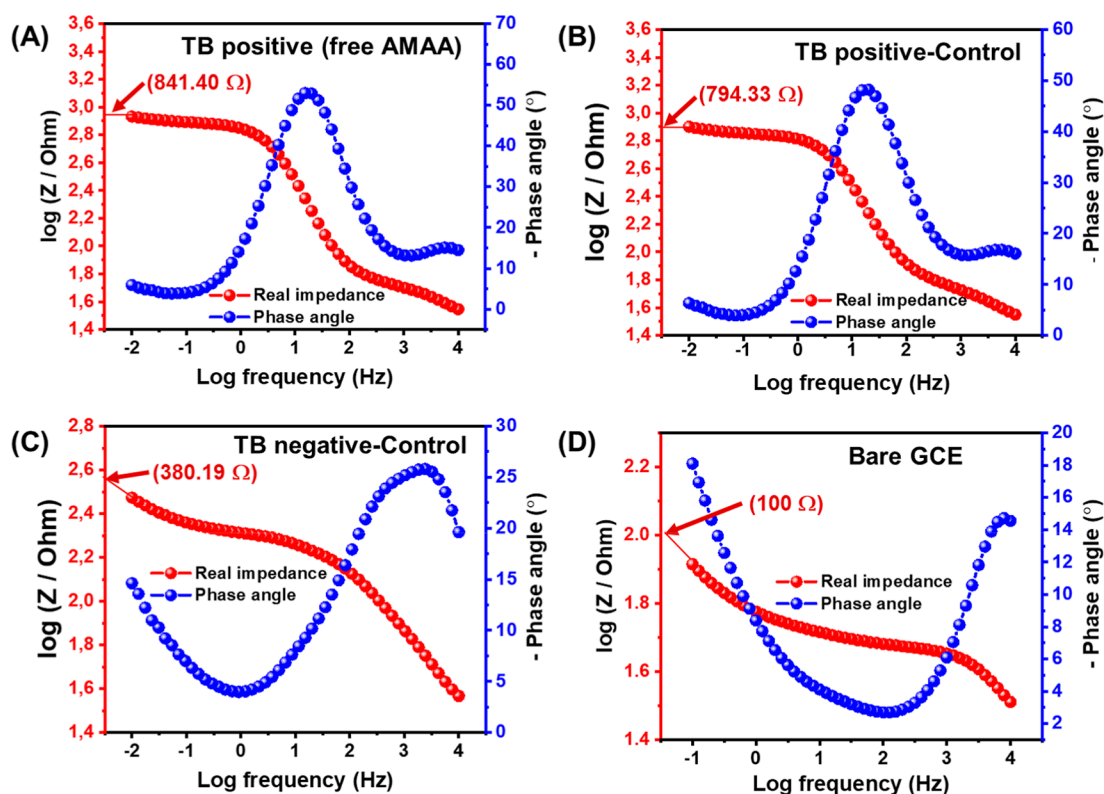 (A)
TB positive (free AMAA)
(841.40 Ω)
3,6
3,4
3,2
3,0
2,8
2,6
2,4
2,2
2,0
1,8
1,6
1,4
log (Z / Ohm)
70
60
50
40
30
20
10
0
- Phase angle (°)
Real impedance
Phase angle
-2 -1 0 1 2 3 4
Log frequency (Hz)
(B)
TB positive-Control
(794.33 Ω)
3,6
3,4
3,2
3,0
2,8
2,6
2,4
2,2
2,0
1,8
1,6
1,4
log (Z / Ohm)
60
50
40
30
20
10
0
- Phase angle (°)
Real impedance
Phase angle
-2 -1 0 1 2 3 4
Log frequency (Hz)
(C)
TB negative-Control
(380.19 Ω)
2,8
2,6
2,4
2,2
2,0
1,8
1,6
1,4
log (Z / Ohm)
30
25
20
15
10
5
0
- Phase angle (°)
Real impedance
Phase angle
-2 -1 0 1 2 3 4
Log frequency (Hz)
(D)
Bare GCE
(100 Ω)
2.2
2.0
1.8
1.6
1.4
log (Z / Ohm)
20
18
16
14
12
10
8
6
4
2
- Phase angle (°)
Real impedance
Phase angle
-1 0 1 2 3 4
Log frequency (Hz)